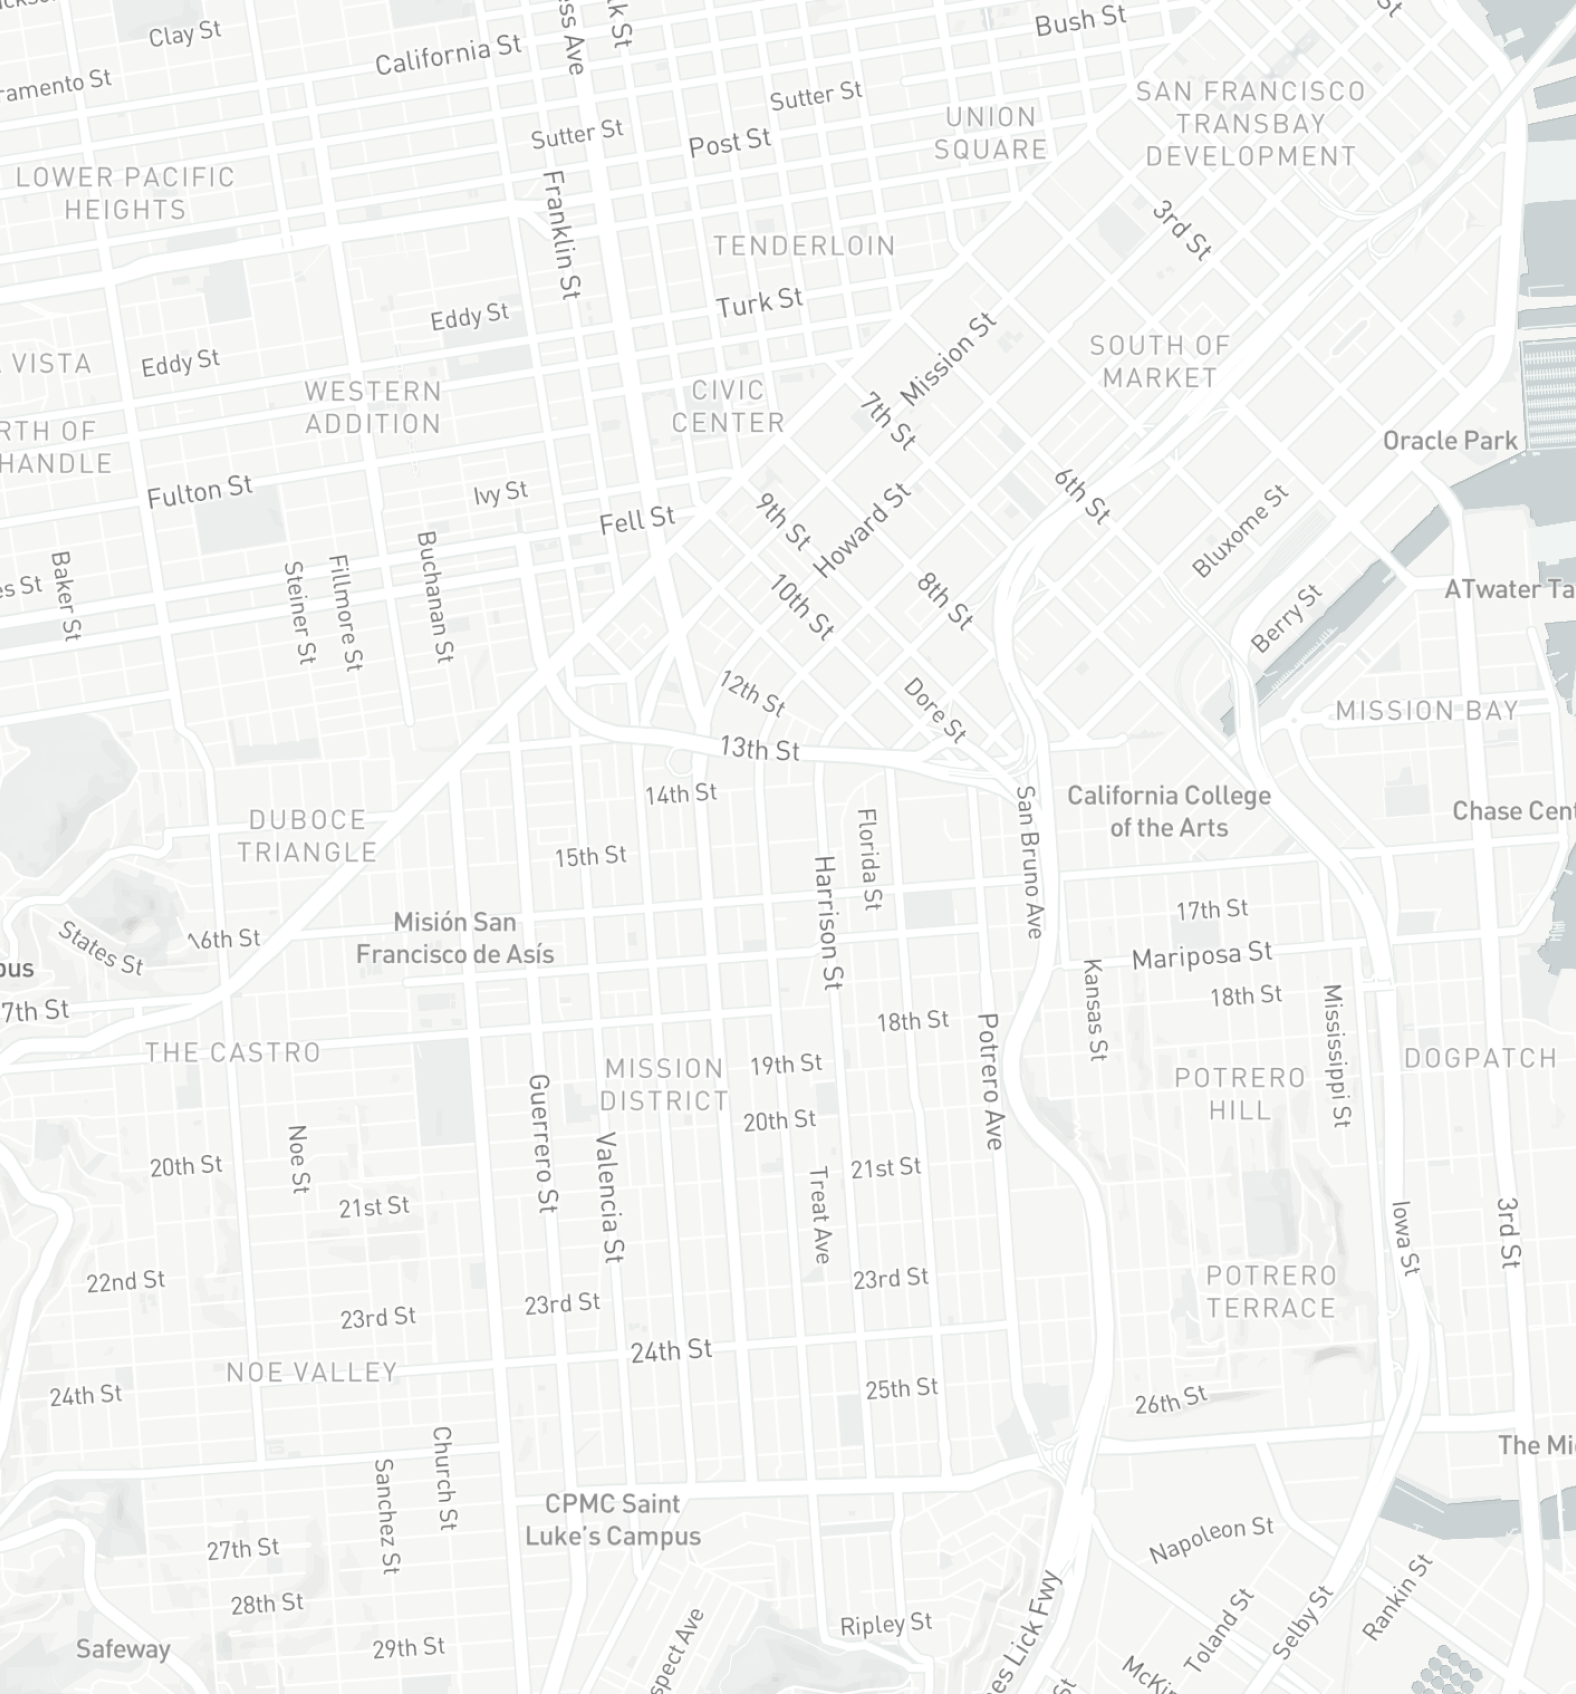 Clay St
California St
Bush St
Sutter St
Sutter St
Post St
UNION
SQUARE
SAN FRANCISCO
TRANSBAY
DEVELOPMENT
LOWER PACIFIC
HEIGHTS
Franklin St
TENDERLOIN
3rd St
Turk St
Eddy St
Eddy St
VISTA
Mission St
SOUTH OF
MARKET
WESTERN
ADDITION
CIVIC
CENTER
7th St
RTH OF
HANDLE
Oracle Park
Fulton St
Ivy St
Fell St
9th St
Howard St
6th St
Bluxome St
Baker St
Steiner St
Fillmore St
Buchanan St
10th St
8th St
Berry St
ATwater Ta
12th St
Dore St
MISSION BAY
13th St
14th St
California College
of the Arts
Chase Cent
DUBOCE
TRIANGLE
15th St
Florida St
San Bruno Ave
Harrison St
17th St
States St
16th St
Misión San
Francisco de Asís
Mariposa St
18th St
7th St
Kansas St
Mississippi St
18th St
Potrero Ave
THE CASTRO
MISSION
DISTRICT
19th St
20th St
POTRERO
HILL
DOGPATCH
Guerrero St
Valencia St
Noe St
20th St
21st St
21st St
Treat Ave
Iowa St
3rd St
22nd St
23rd St
23rd St
23rd St
POTRERO
TERRACE
24th St
NOE VALLEY
24th St
25th St
26th St
Church St
Sanchez St
The Mi
CPMC Saint
Luke's Campus
27th St
Napoleon St
28th St
29th St
Safeway
Ripley St
es Lick Fwy
Toland St
Selby St
Rankin St
spect Ave